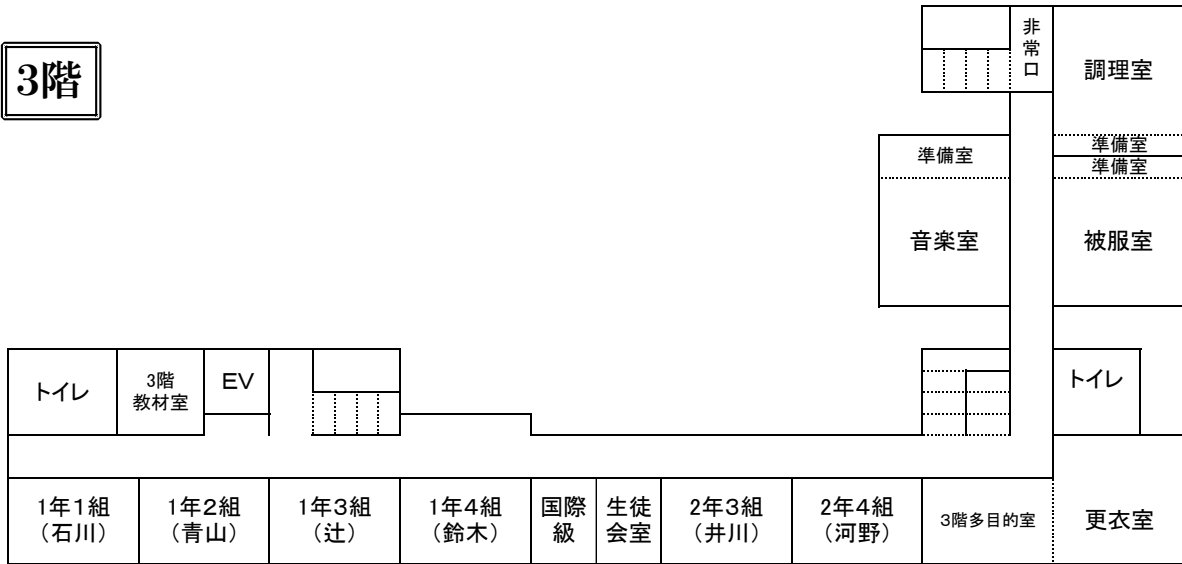 3階
非常口
調理室
準備室
準備室
準備室
音楽室
被服室
トイレ
3階
教材室
EV
トイレ
1年1組
(石川)
1年2組
(青山)
1年3組
(辻)
1年4組
(鈴木)
国際
級
生徒
会室
2年3組
(井川)
2年4組
(河野)
3階多目的室
更衣室